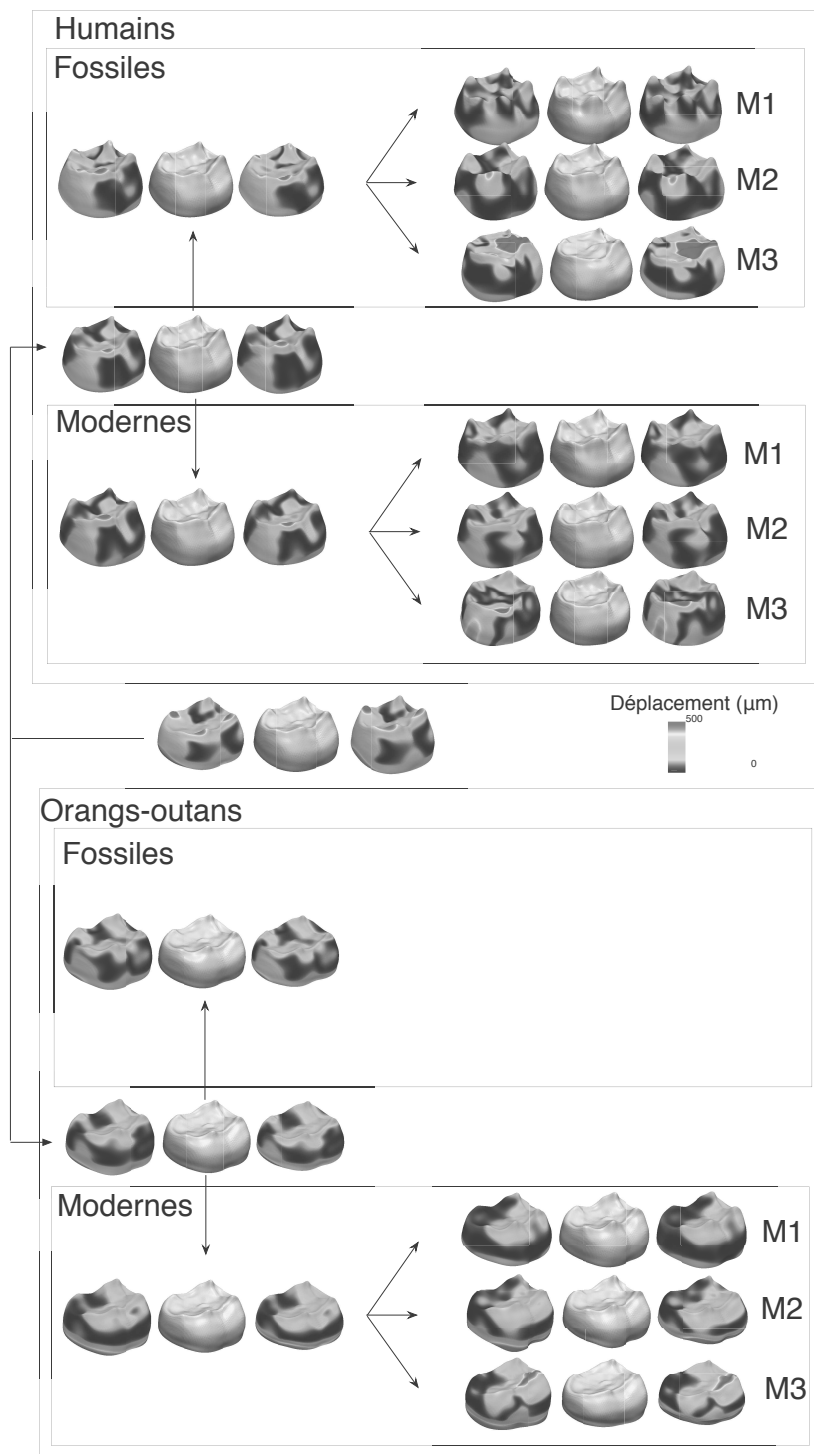 Humains
Fossiles
M1
M2
M3
Modernes
M1
M2
M3
Déplacement (µm)
500
0
Orangs-outans
Fossiles
Modernes
M1
M2
M3